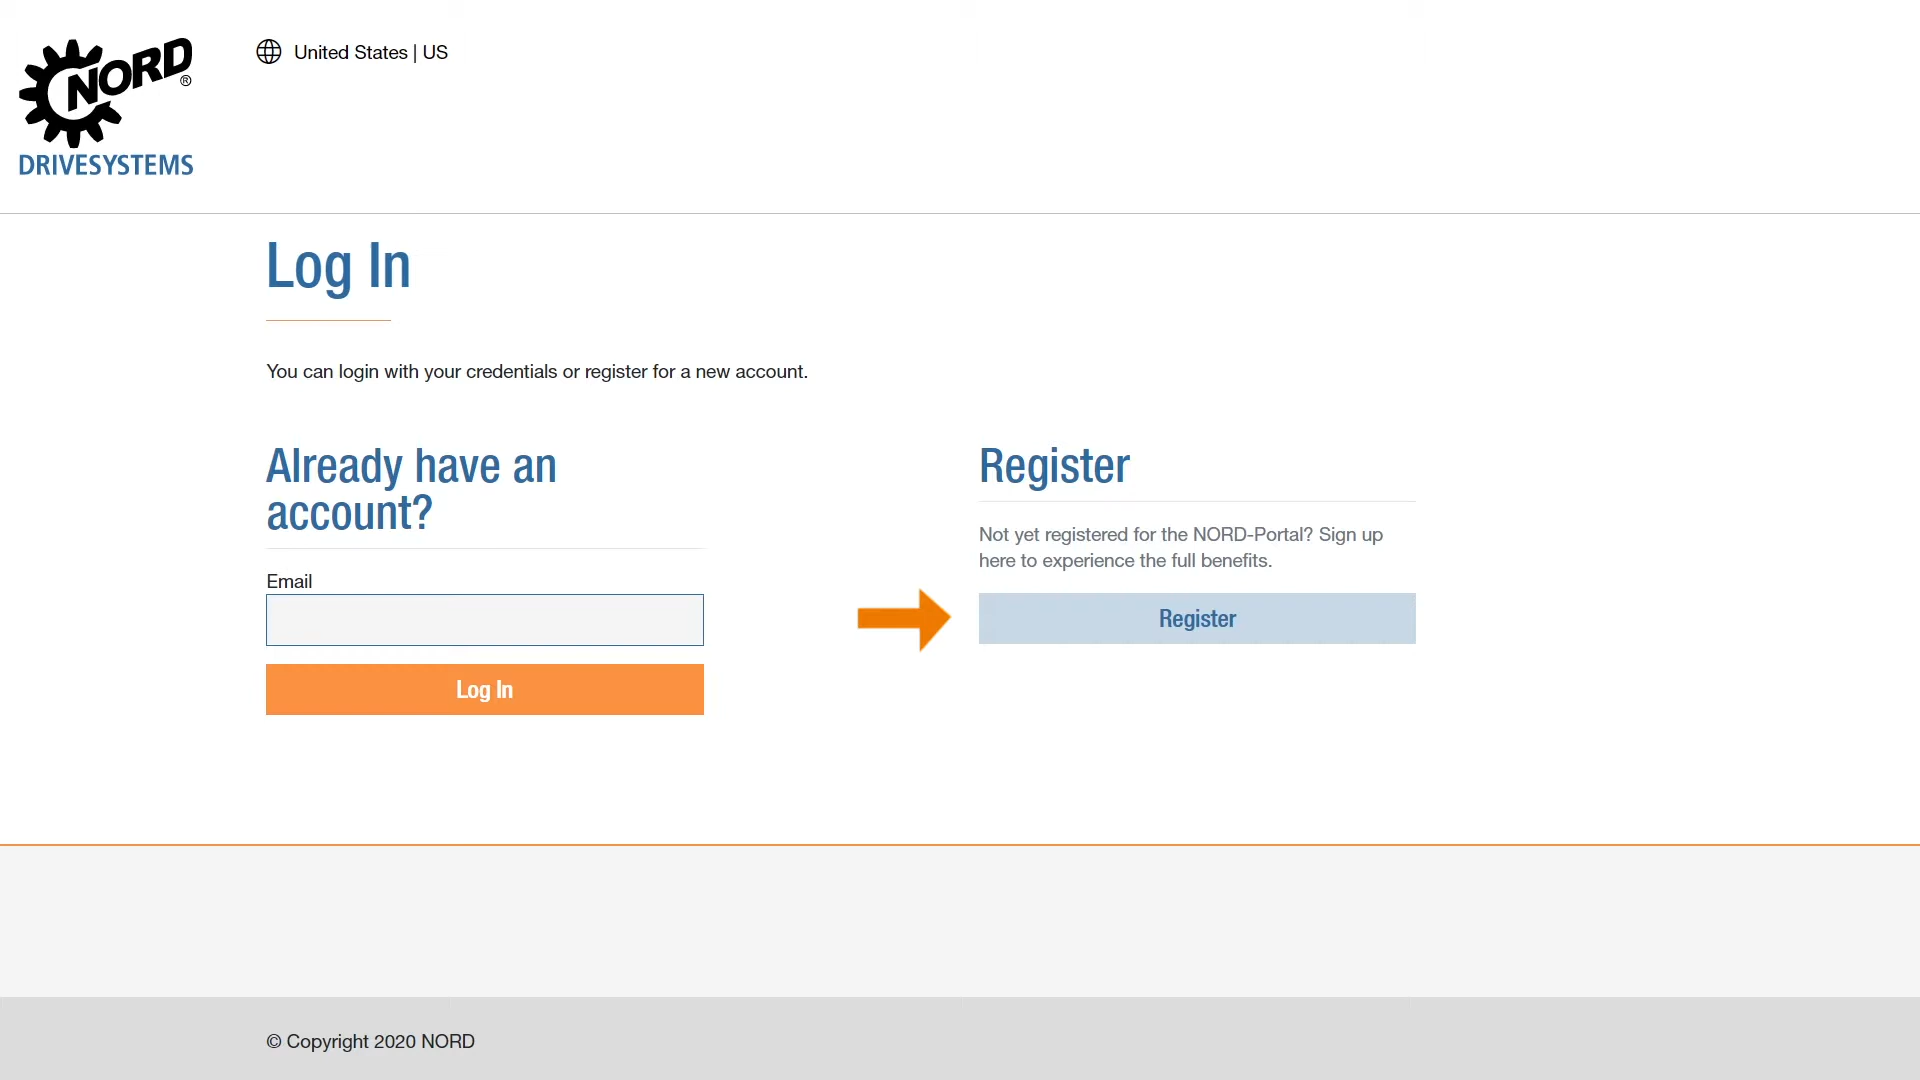 NORD®
DRIVESYSTEMS
United States | US
Log In
You can login with your credentials or register for a new account.
Already have an
account?
Email
Log In
Register
Not yet registered for the NORD-Portal? Sign up
here to experience the full benefits.
Register
© Copyright 2020 NORD